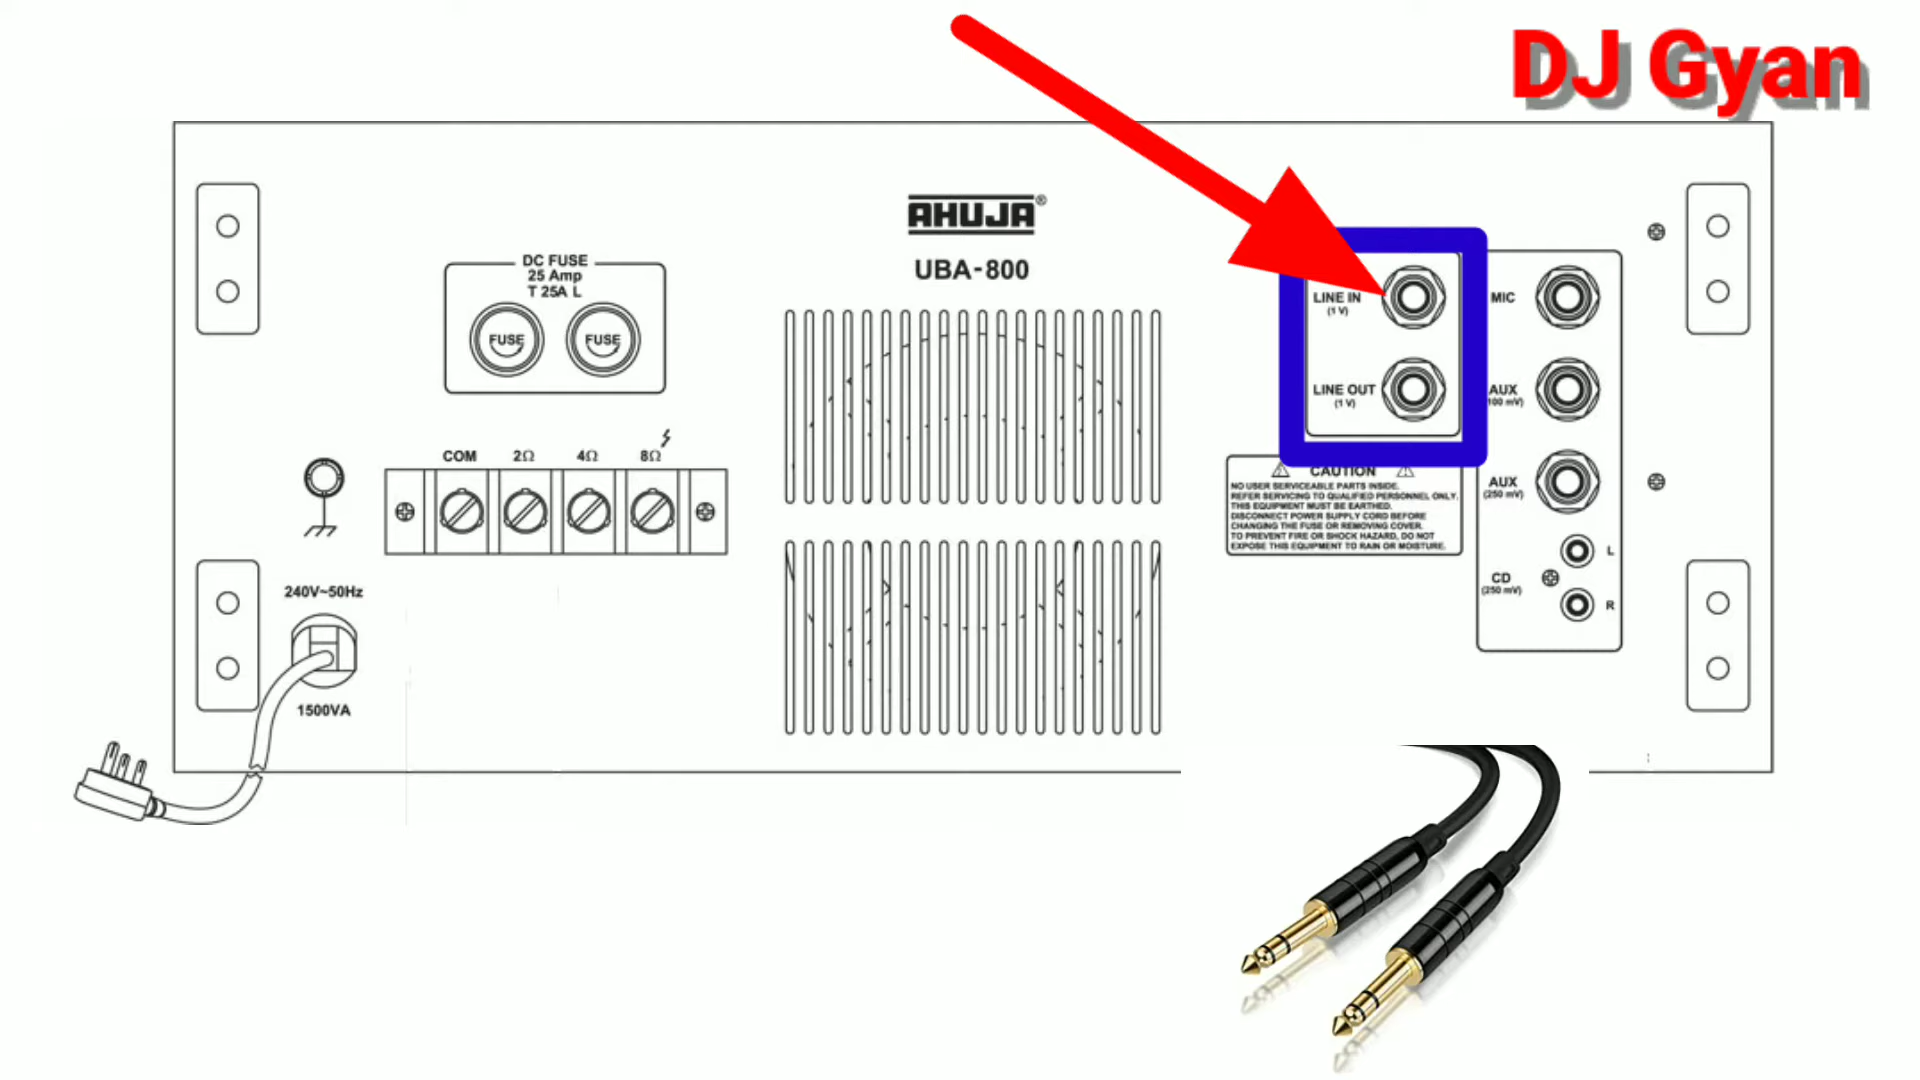 DJ Gyan
AHUJA®
UBA-800
DC FUSE
25 Amp
T 25A L
FUSE
FUSE
COM
2Ω
4Ω
8Ω
240V~50Hz
1500VA
LINE IN
(1 V)
LINE OUT
(1 V)
MIC
AUX
100 mV)
AUX
(250 mV)
CD
(250 mV)
L
R
CAUTION
NO USER SERVICEABLE PARTS INSIDE.
REFER SERVICING TO QUALIFIED PERSONNEL ONLY.
THIS EQUIPMENT MUST BE EARTHED.
DISCONNECT POWER SUPPLY CORD BEFORE
CHANGING THE FUSE OR REMOVING COVER.
TO PREVENT FIRE OR SHOCK HAZARD, DO NOT
EXPOSE THIS EQUIPMENT TO RAIN OR MOISTURE.